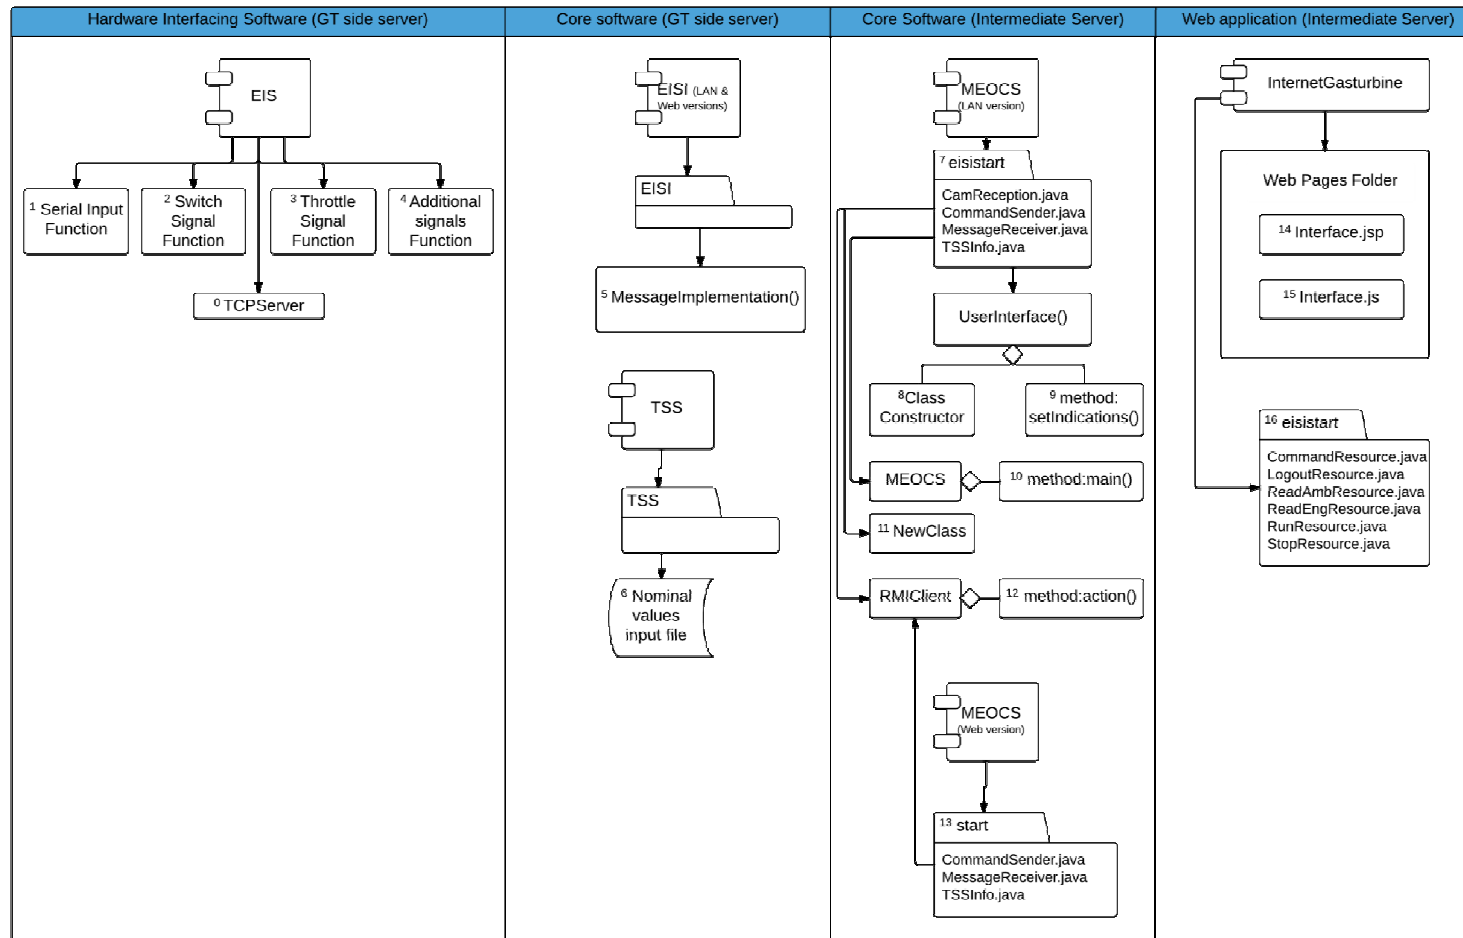 Hardware Interfacing Software (GT side server)
EIS
1 Serial Input
Function
2 Switch
Signal
Function
3 Throttle
Signal
Function
4 Additional
signals
Function
0 TCPServer
Core software (GT side server)
EISI (LAN &
Web versions)
EISI
5 MessageImplementation()
TSS
TSS
6 Nominal
values
input file
Core Software (Intermediate Server)
MEOCS
(LAN version)
7 eisistart
CamReception.java
CommandSender.java
MessageReceiver.java
TSSInfo.java
UserInterface()
8 Class
Constructor
9 method:
setIndications()
MEOCS
10 method:main()
11 NewClass
RMIClient
12 method:action()
MEOCS
(Web version)
13 start
CommandSender.java
MessageReceiver.java
TSSInfo.java
Web application (Intermediate Server)
InternetGasturbine
Web Pages Folder
14 Interface.jsp
15 Interface.js
16 eisistart
CommandResource.java
LogoutResource.java
ReadAmbResource.java
ReadEngResource.java
RunResource.java
StopResource.java